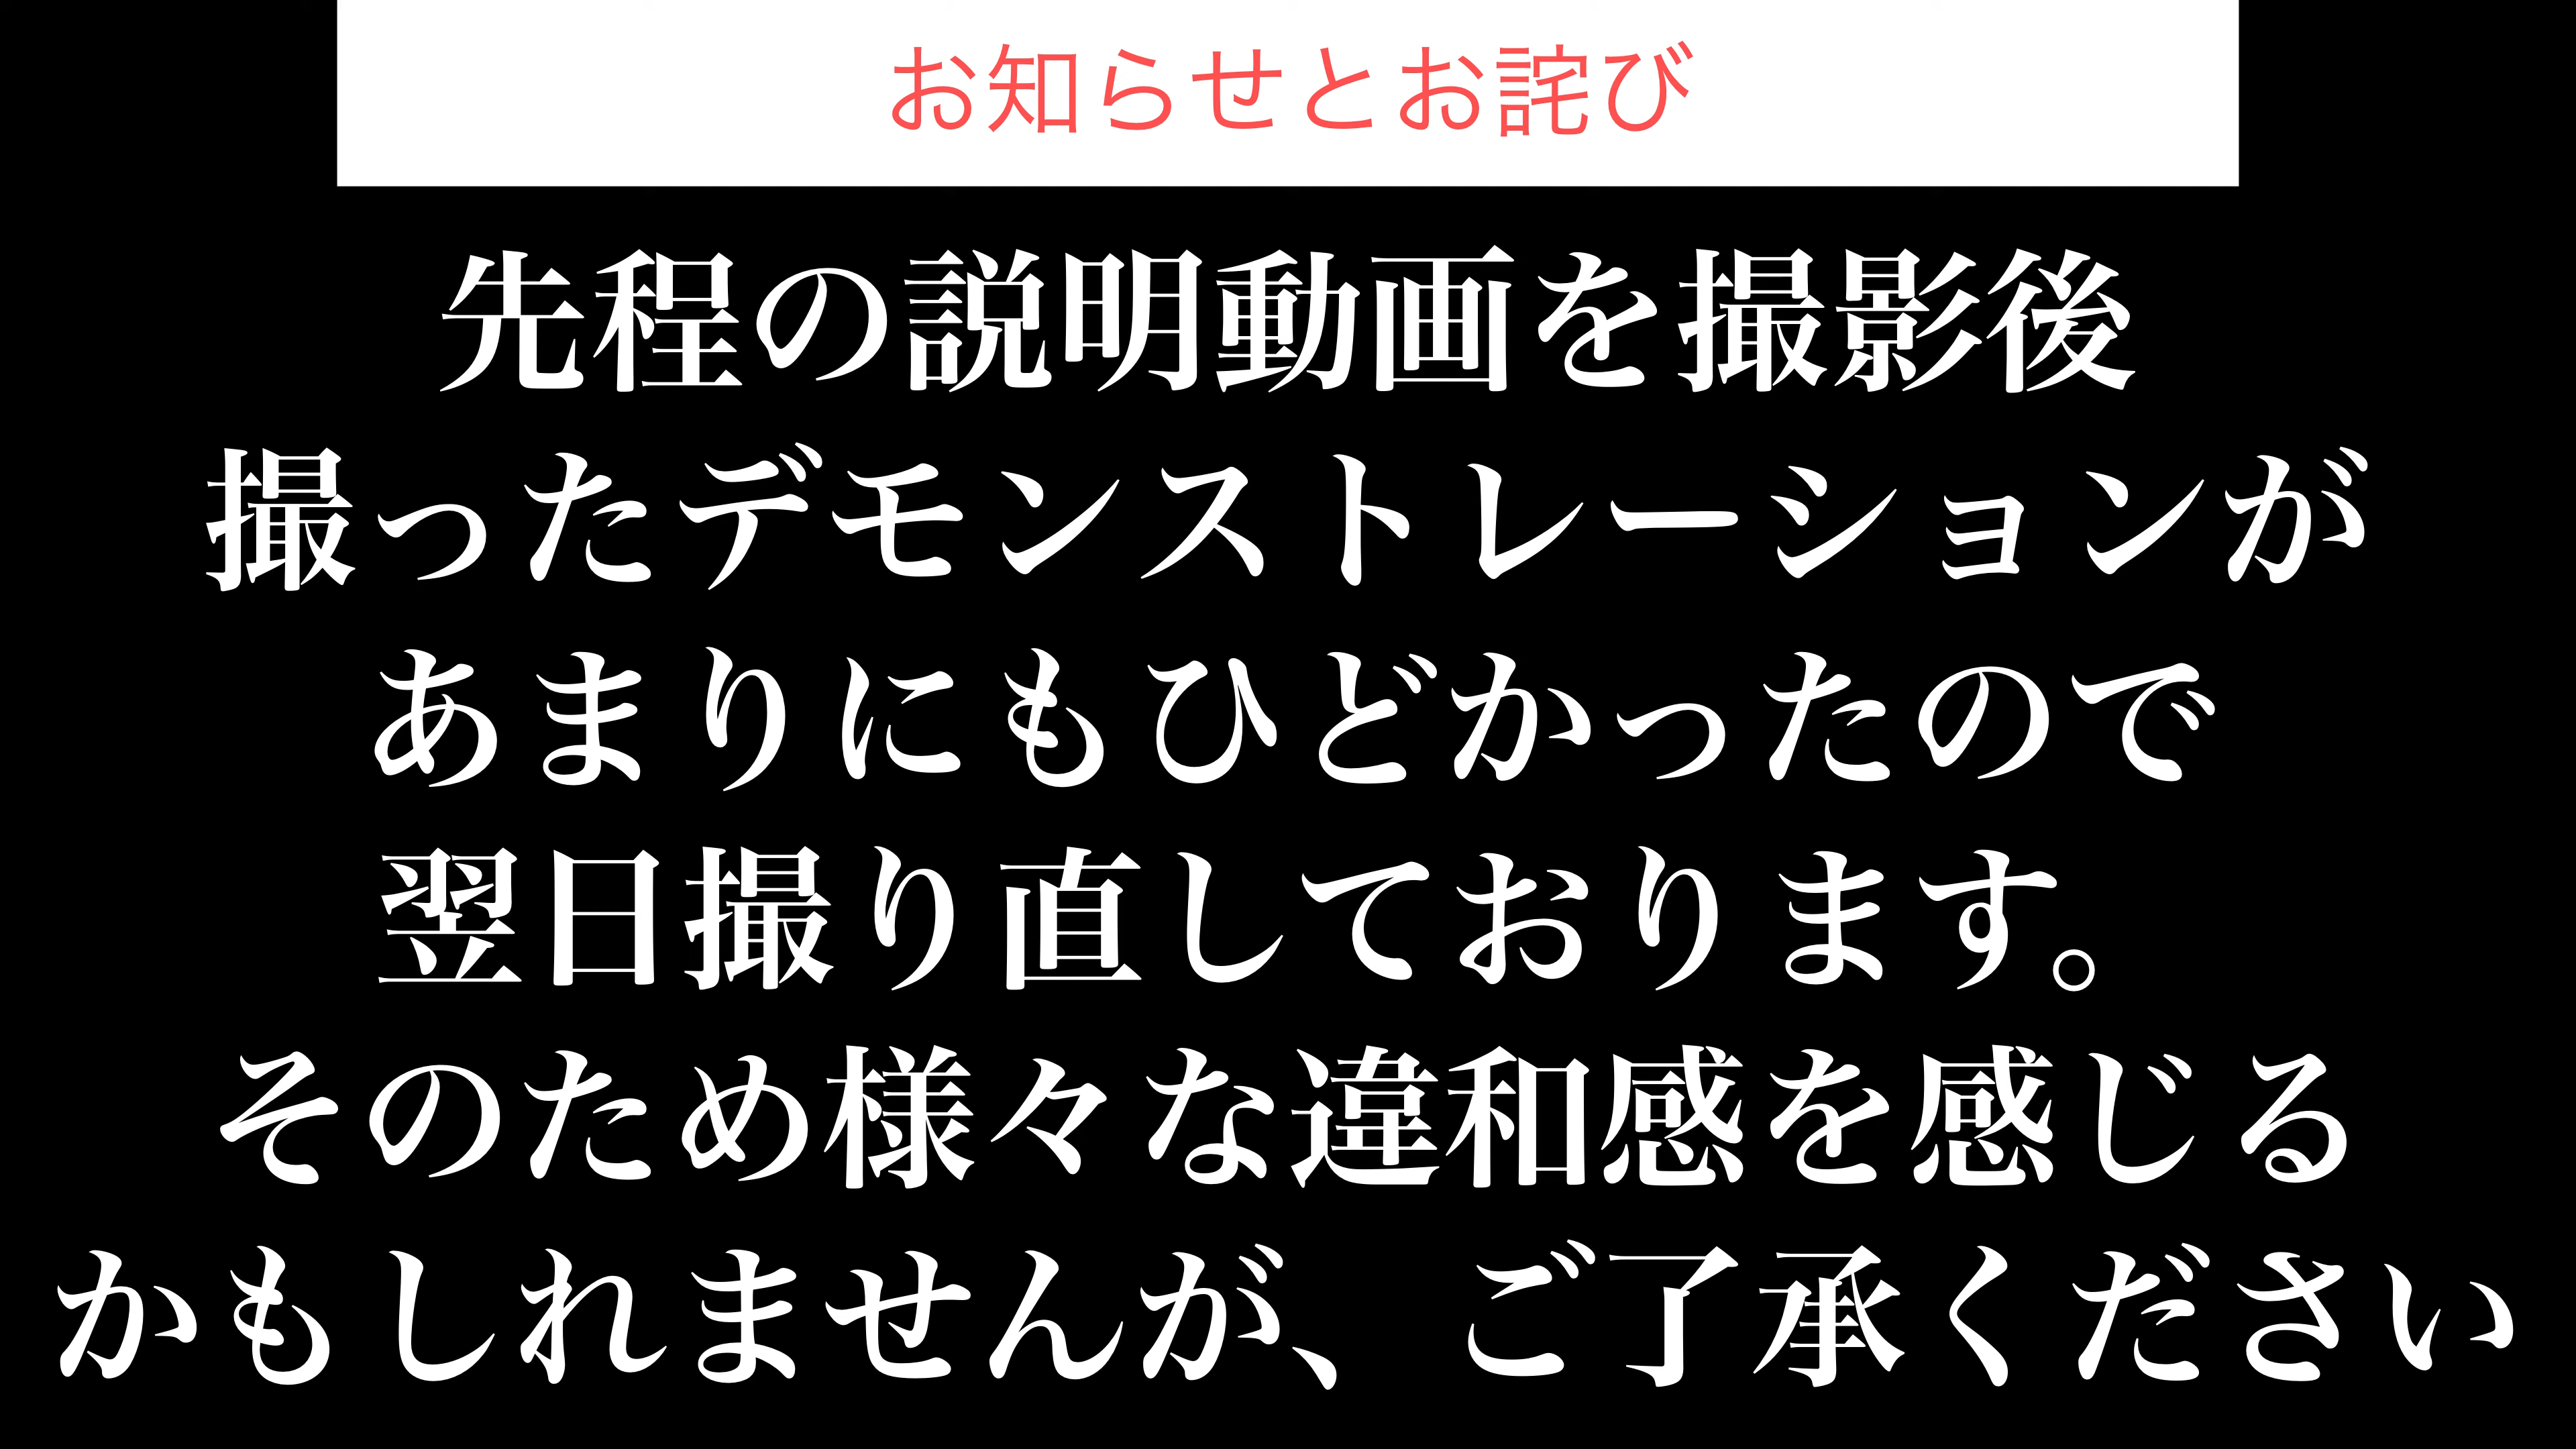 お知らせとお詫び
先程の説明動画を撮影後
撮ったデモンストレーションが
あまりにもひどかったので
翌日撮り直しております。
そのため様々な違和感を感じる
かもしれませんが、ご了承ください